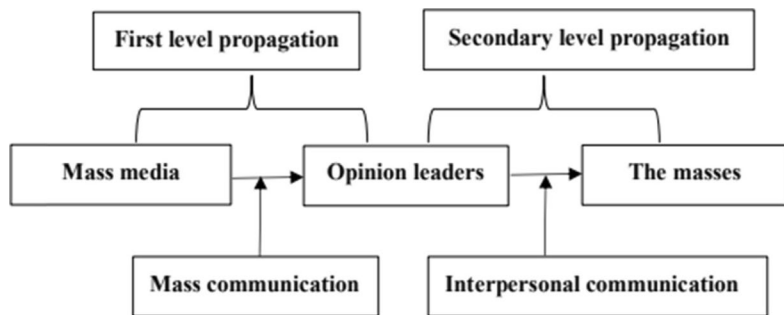 First level propagation
Secondary level propagation
Mass media
Opinion leaders
The masses
Mass communication
Interpersonal communication